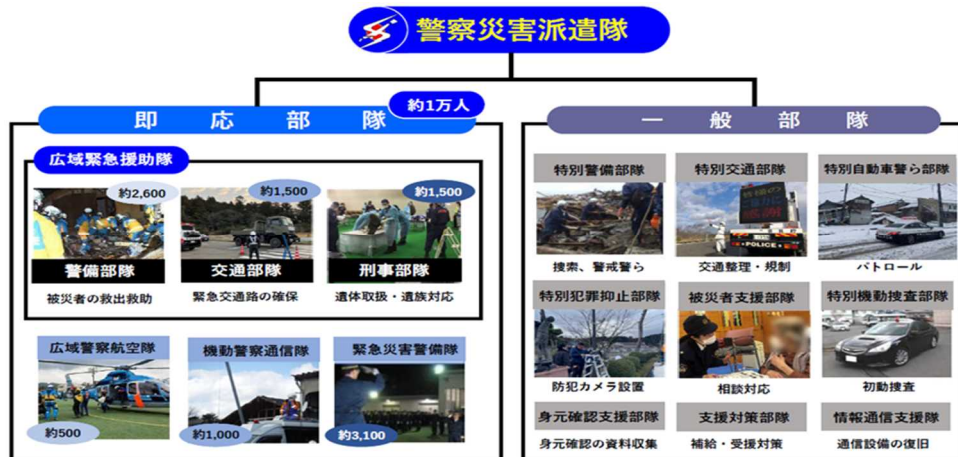 警察災害派遣隊
約1万人
即応部隊
一般部隊
広域緊急援助隊
約2,600
約1,500
約1,500
警備部隊
交通部隊
刑事部隊
被災者の救出救助
緊急交通路の確保
遺体取扱・遺族対応
広域警察航空隊
機動警察通信隊
緊急災害警備隊
約500
約1,000
約3,100
特別警備部隊
特別交通部隊
特別自動車警ら部隊
POLICE
捜索、警戒警ら
交通整理・規制
パトロール
特別犯罪抑止部隊
被災者支援部隊
特別機動捜査部隊
防犯カメラ設置
相談対応
初動捜査
身元確認支援部隊
支援対策部隊
情報通信支援隊
身元確認の資料収集
補給・受援対策
通信設備の復旧